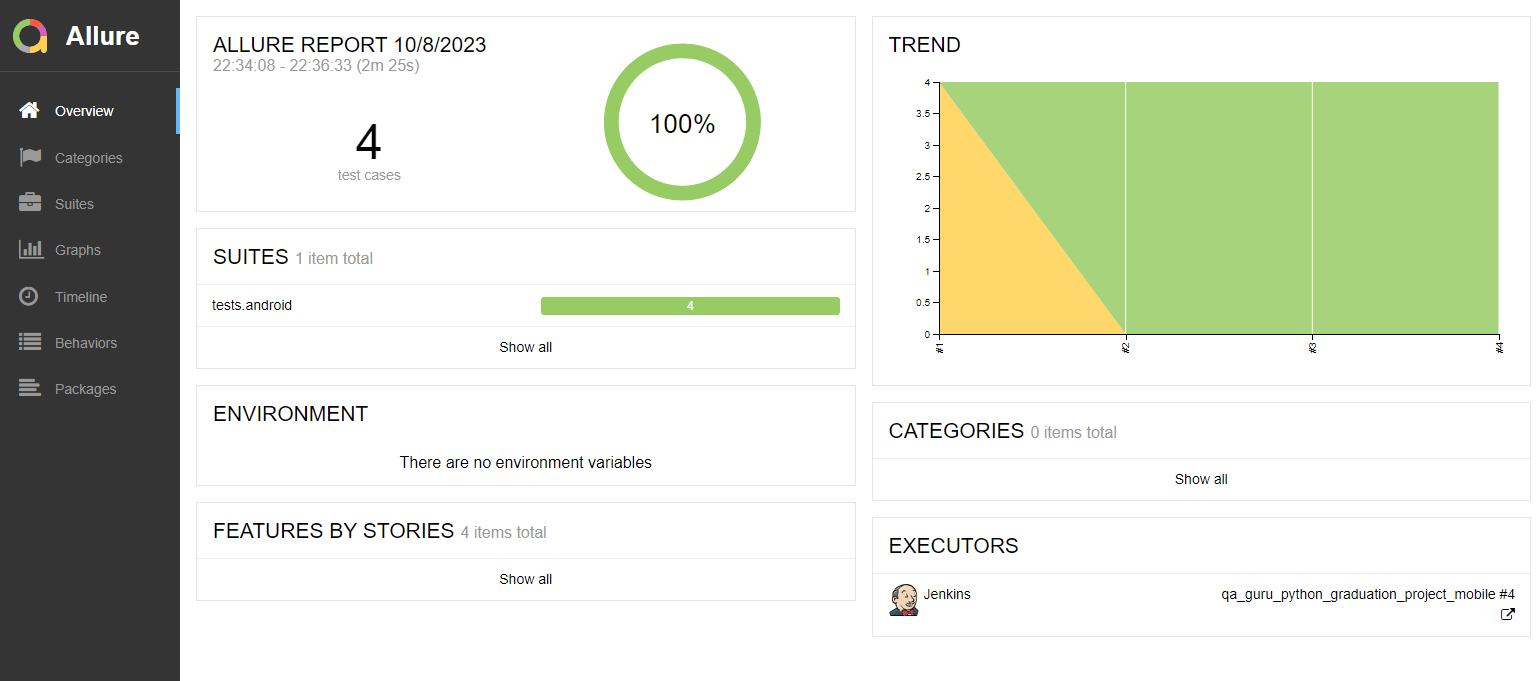 Allure
Overview
Categories
Suites
Graphs
Timeline
Behaviors
Packages
ALLURE REPORT 10/8/2023
22:34:08 - 22:36:33 (2m 25s)
4
test cases
100%
SUITES 1 item total
tests.android 4
Show all
ENVIRONMENT
There are no environment variables
FEATURES BY STORIES 4 items total
Show all
TREND
4
3.5
3
2.5
2
1.5
1
0.5
0
#1 #2 #3 #4
CATEGORIES 0 items total
Show all
EXECUTORS
Jenkins qa_guru_python_graduation_project_mobile #4